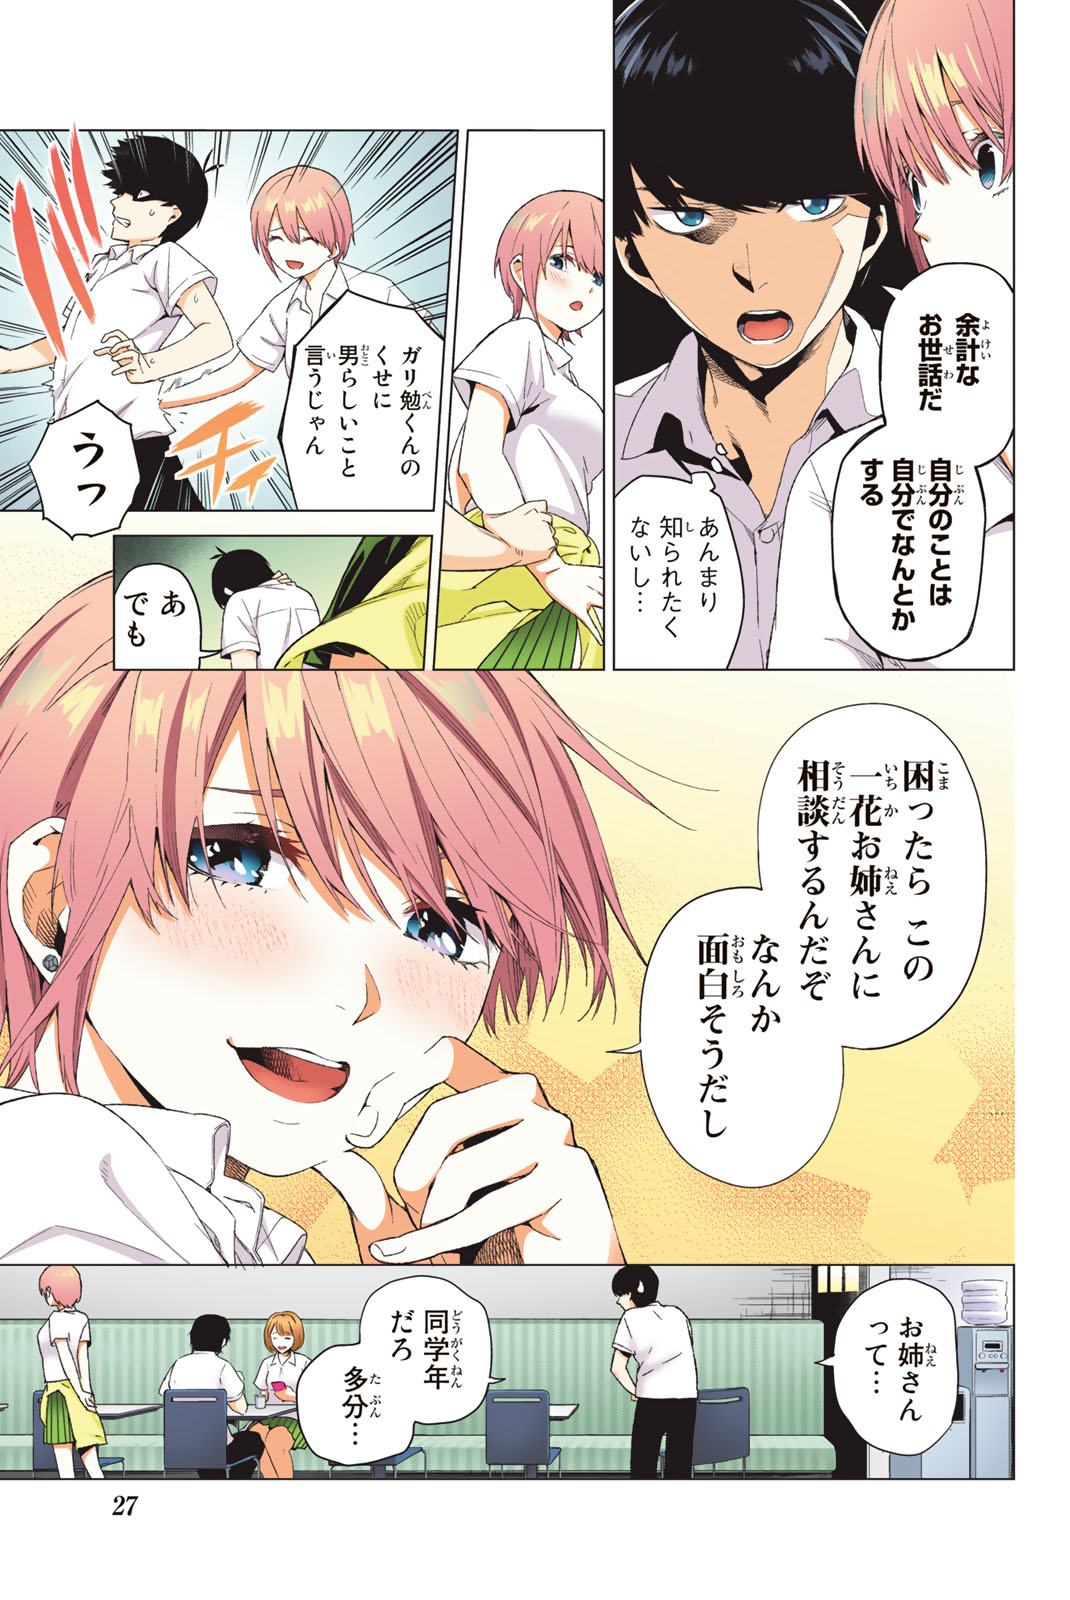 余計な
お世話だ
自分のことは
自分でなんとか
する
あんまり
知られたく
ないし…
ガリ勉くんの
くせに
男らしいこと
言うじゃん
チィ
うっ
あ
でも
困ったら この
一花お姉さんに
相談するんだぞ
なんか
面白そうだし
お姉さん
って…
同学年
だろ
多分…
27